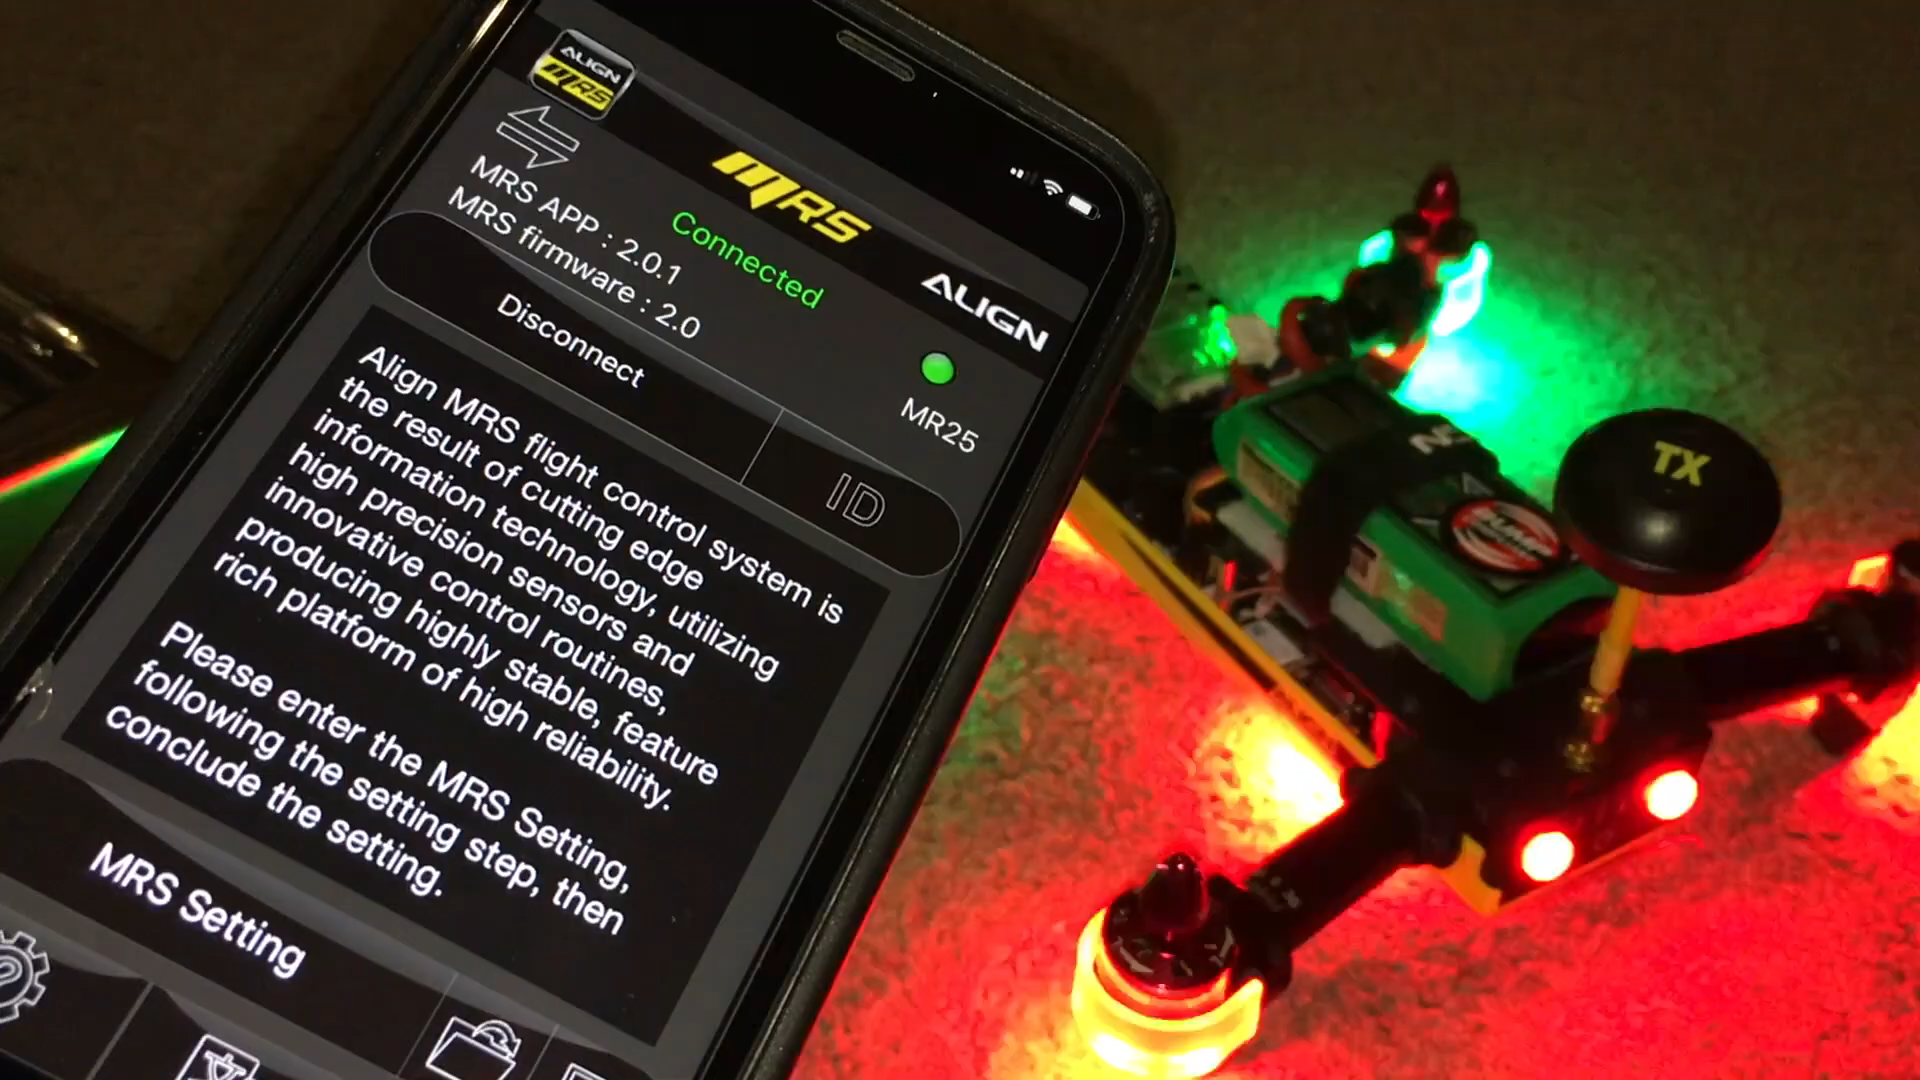 ALIGN
MRS
MRS
MRS APP : 2.0.1
Connected
ALIGN
MRS firmware : 2.0
Disconnect
MR25
ID
Align MRS flight control system is
the result of cutting edge
information technology, utilizing
high precision sensors and
innovative control routines,
producing highly stable, feature
rich platform of high reliability.
Please enter the MRS Setting,
following the setting step, then
conclude the setting.
MRS Setting
TX